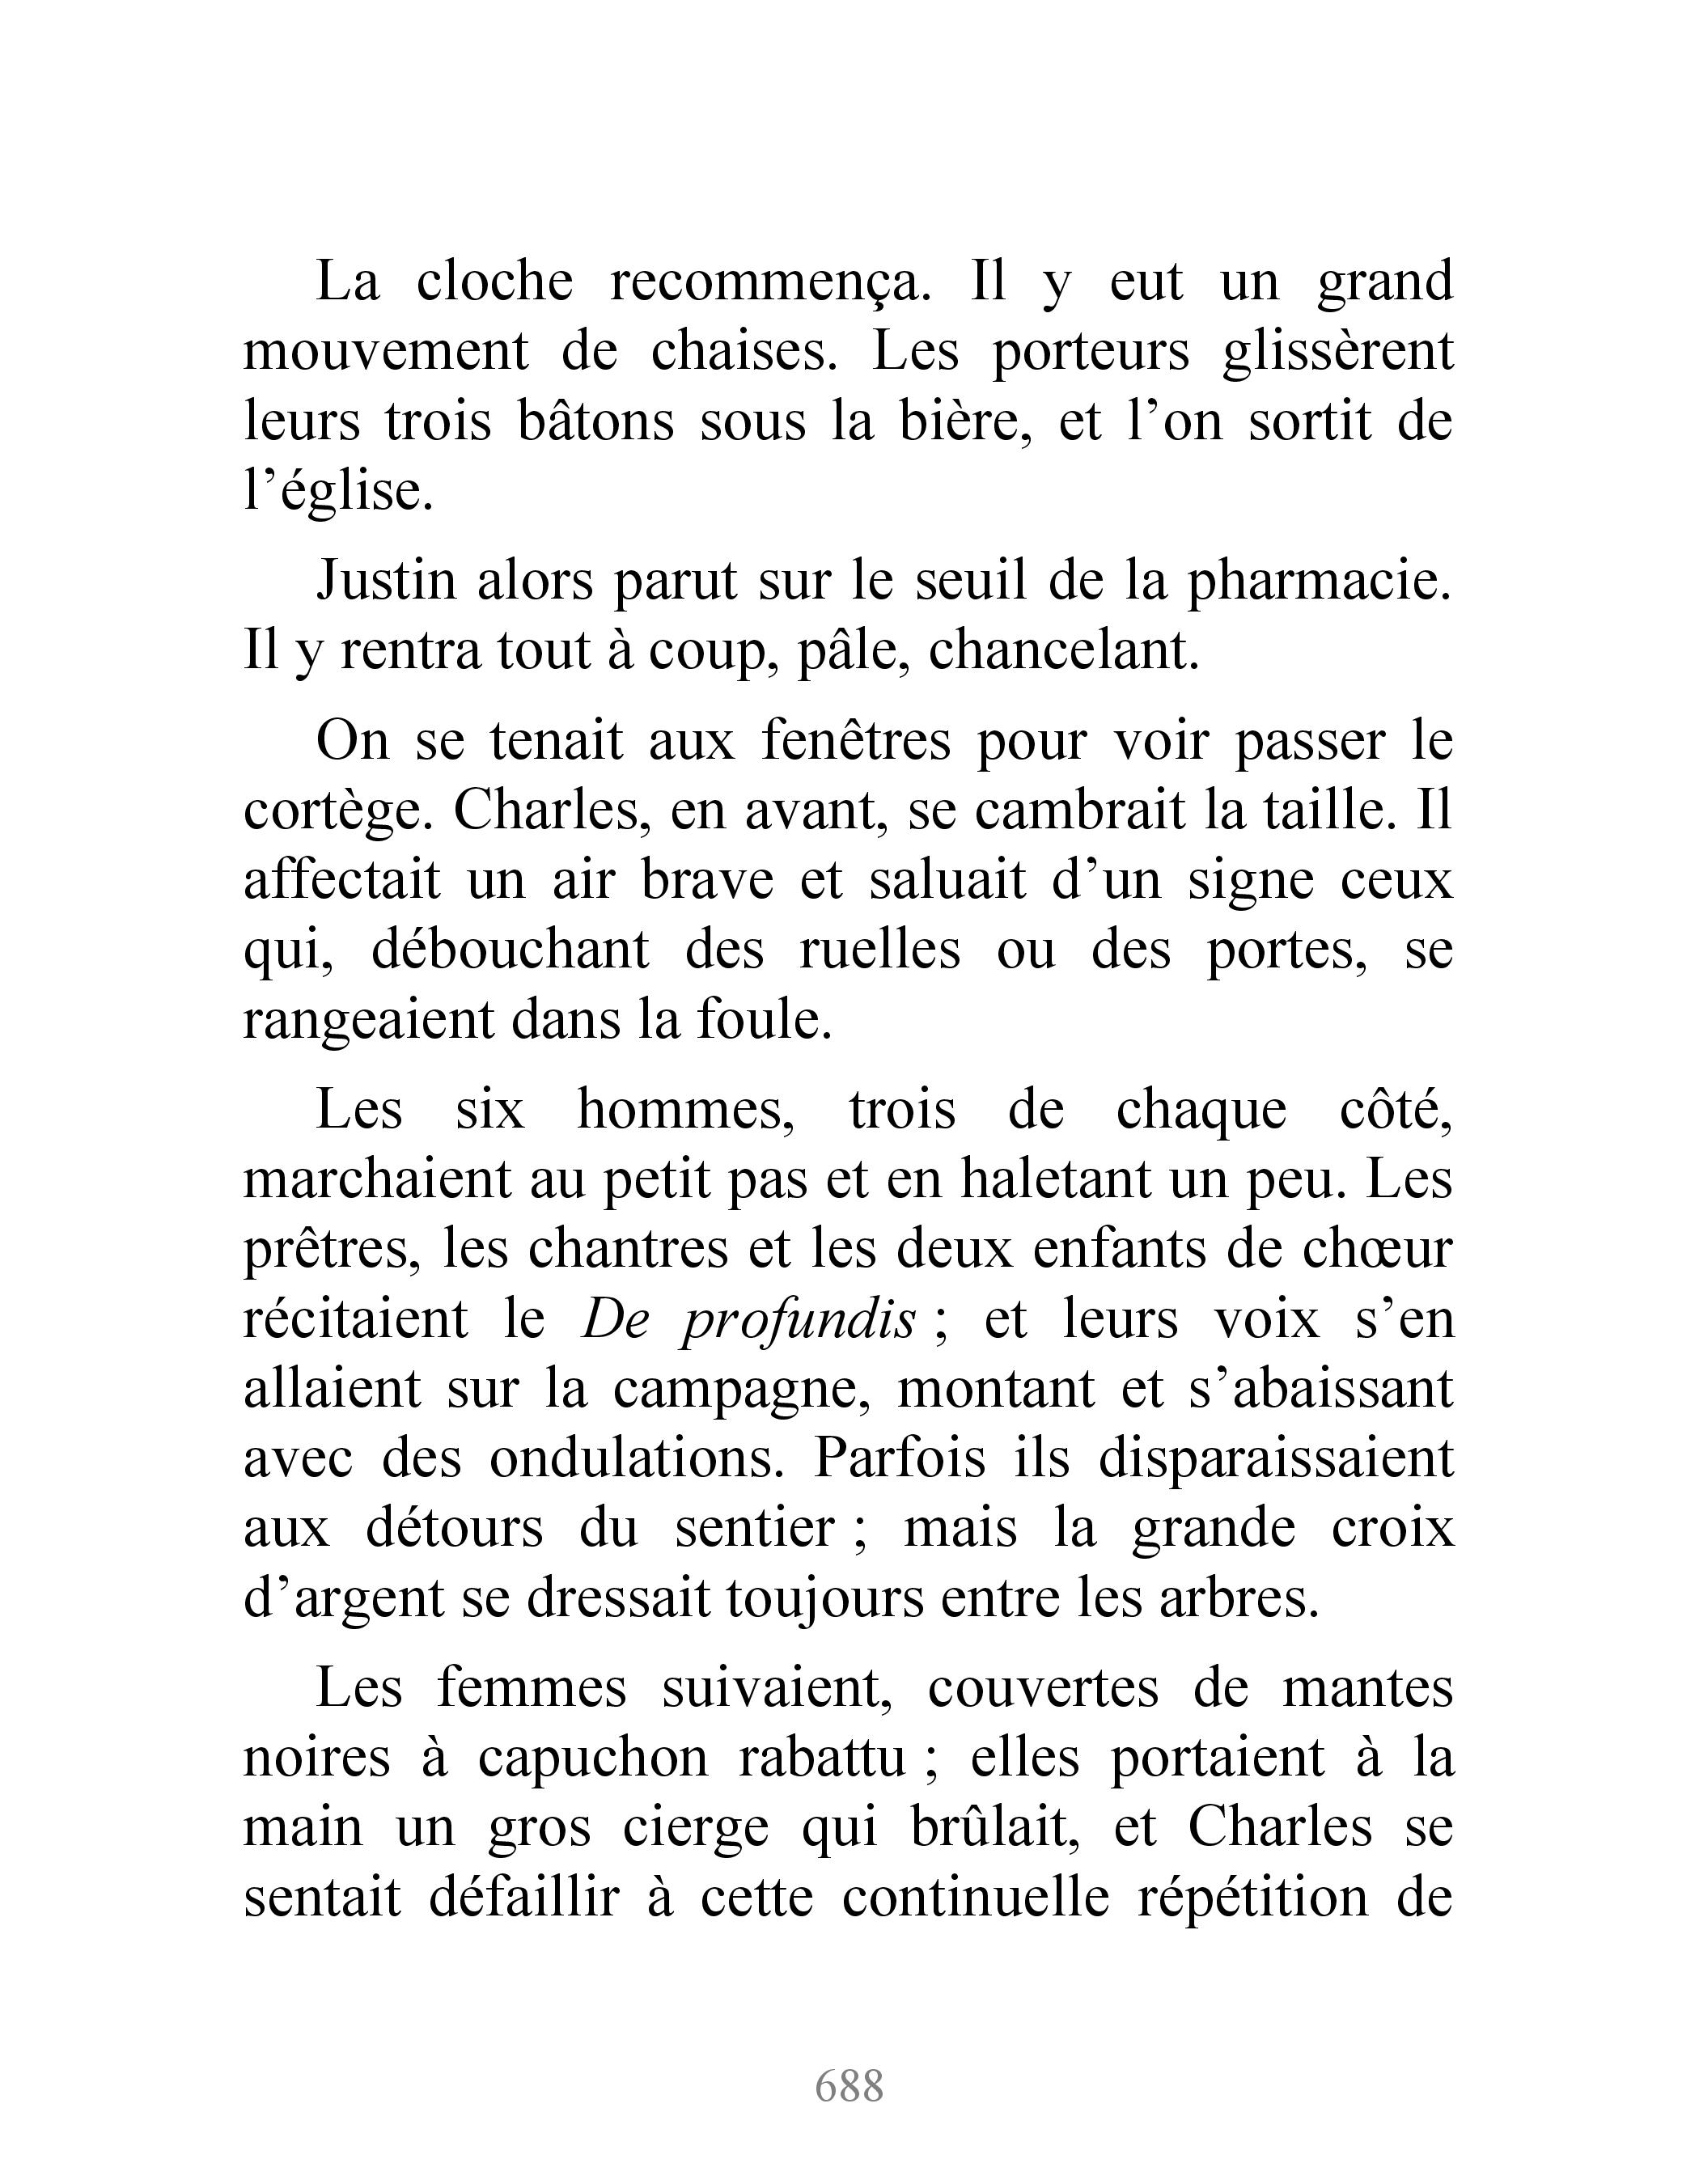 La cloche recommença. Il y eut un grand
mouvement de chaises. Les porteurs glissèrent
leurs trois bâtons sous la bière, et l’on sortit de
l’église.
Justin alors parut sur le seuil de la pharmacie.
Il y rentra tout à coup, pâle, chancelant.
On se tenait aux fenêtres pour voir passer le
cortège. Charles, en avant, se cambrait la taille. Il
affectait un air brave et saluait d’un signe ceux
qui, débouchant des ruelles ou des portes, se
rangeaient dans la foule.
Les six hommes, trois de chaque côté,
marchaient au petit pas et en haletant un peu. Les
prêtres, les chantres et les deux enfants de chœur
récitaient le De profundis ; et leurs voix s’en
allaient sur la campagne, montant et s’abaissant
avec des ondulations. Parfois ils disparaissaient
aux détours du sentier ; mais la grande croix
d’argent se dressait toujours entre les arbres.
Les femmes suivaient, couvertes de mantes
noires à capuchon rabattu ; elles portaient à la
main un gros cierge qui brûlait, et Charles se
sentait défaillir à cette continuelle répétition de
688